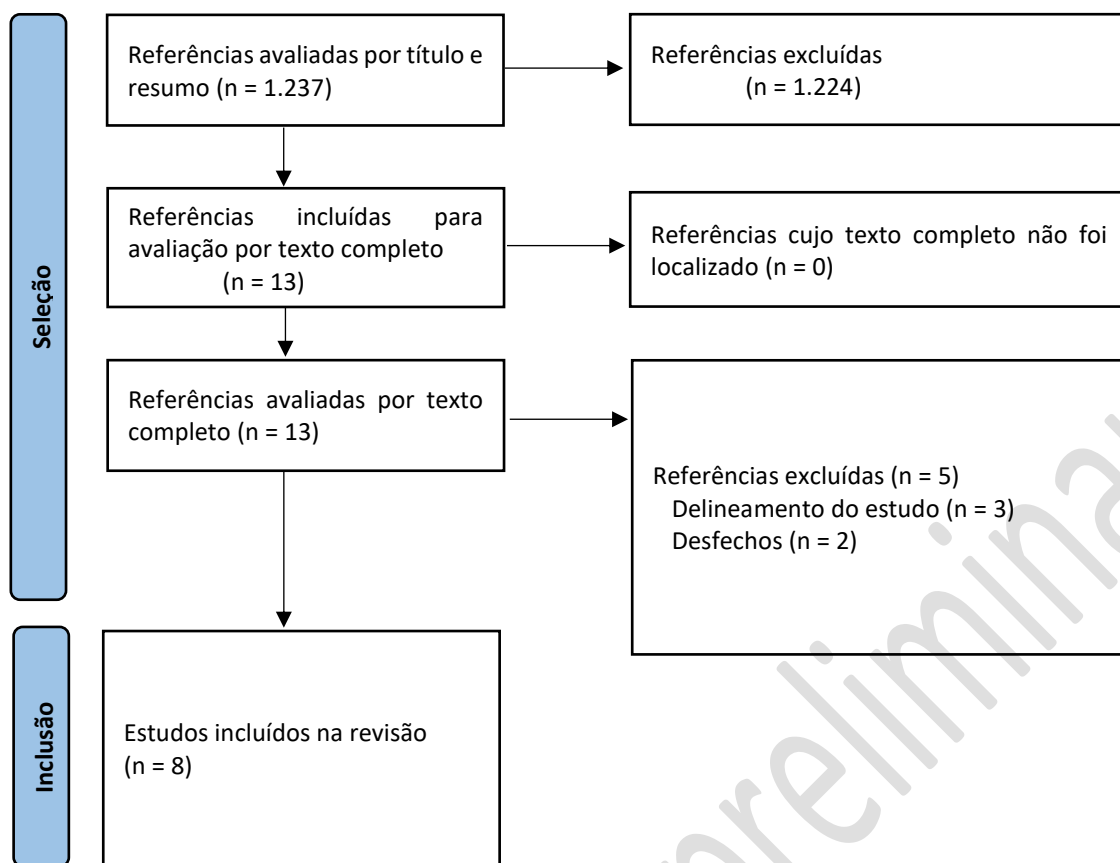 Seleção
Referências avaliadas por título e
resumo (n = 1.237)
Referências excluídas
(n = 1.224)
Referências incluídas para
avaliação por texto completo
(n = 13)
Referências cujo texto completo não foi
localizado (n = 0)
Referências avaliadas por texto
completo (n = 13)
Referências excluídas (n = 5)
Delineamento do estudo (n = 3)
Desfechos (n = 2)
Inclusão
Estudos incluídos na revisão
(n = 8)
prelimina